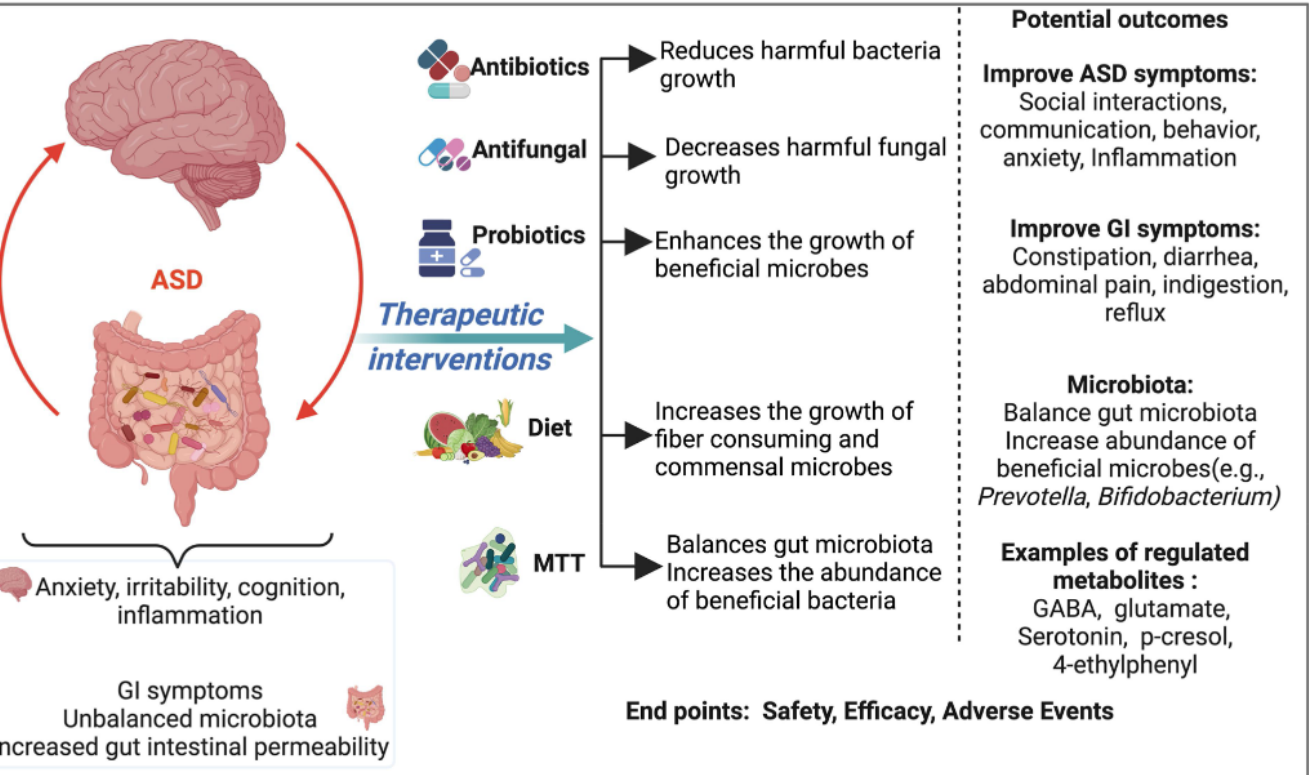 ASD
Anxiety, irritability, cognition,
inflammation
GI symptoms
Unbalanced microbiota
ncreased gut intestinal permeability
Therapeutic
interventions
Antibiotics
Reduces harmful bacteria
growth
Antifungal
Decreases harmful fungal
growth
Probiotics
Enhances the growth of
beneficial microbes
Diet
Increases the growth of
fiber consuming and
commensal microbes
MTT
Balances gut microbiota
Increases the abundance
of beneficial bacteria
Potential outcomes
Improve ASD symptoms:
Social interactions,
communication, behavior,
anxiety, Inflammation
Improve GI symptoms:
Constipation, diarrhea,
abdominal pain, indigestion,
reflux
Microbiota:
Balance gut microbiota
Increase abundance of
beneficial microbes(e.g.,
Prevotella, Bifidobacterium)
Examples of regulated
metabolites :
GABA, glutamate,
Serotonin, p-cresol,
4-ethylphenyl
End points: Safety, Efficacy, Adverse Events